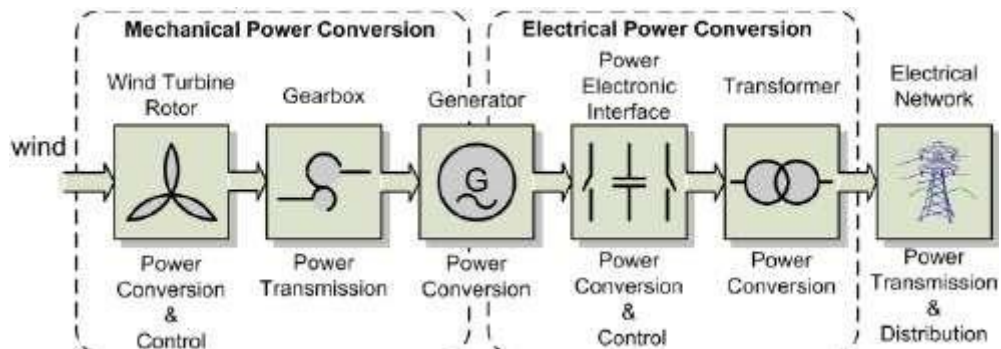 Mechanical Power Conversion
Electrical Power Conversion
wind
Wind Turbine
Rotor
Gearbox
Generator
Power
Electronic
Interface
Transformer
Electrical
Network
G
Power
Conversion
&
Control
Power
Transmission
Power
Conversion
Power
Conversion
&
Control
Power
Conversion
Power
Transmission
&
Distribution